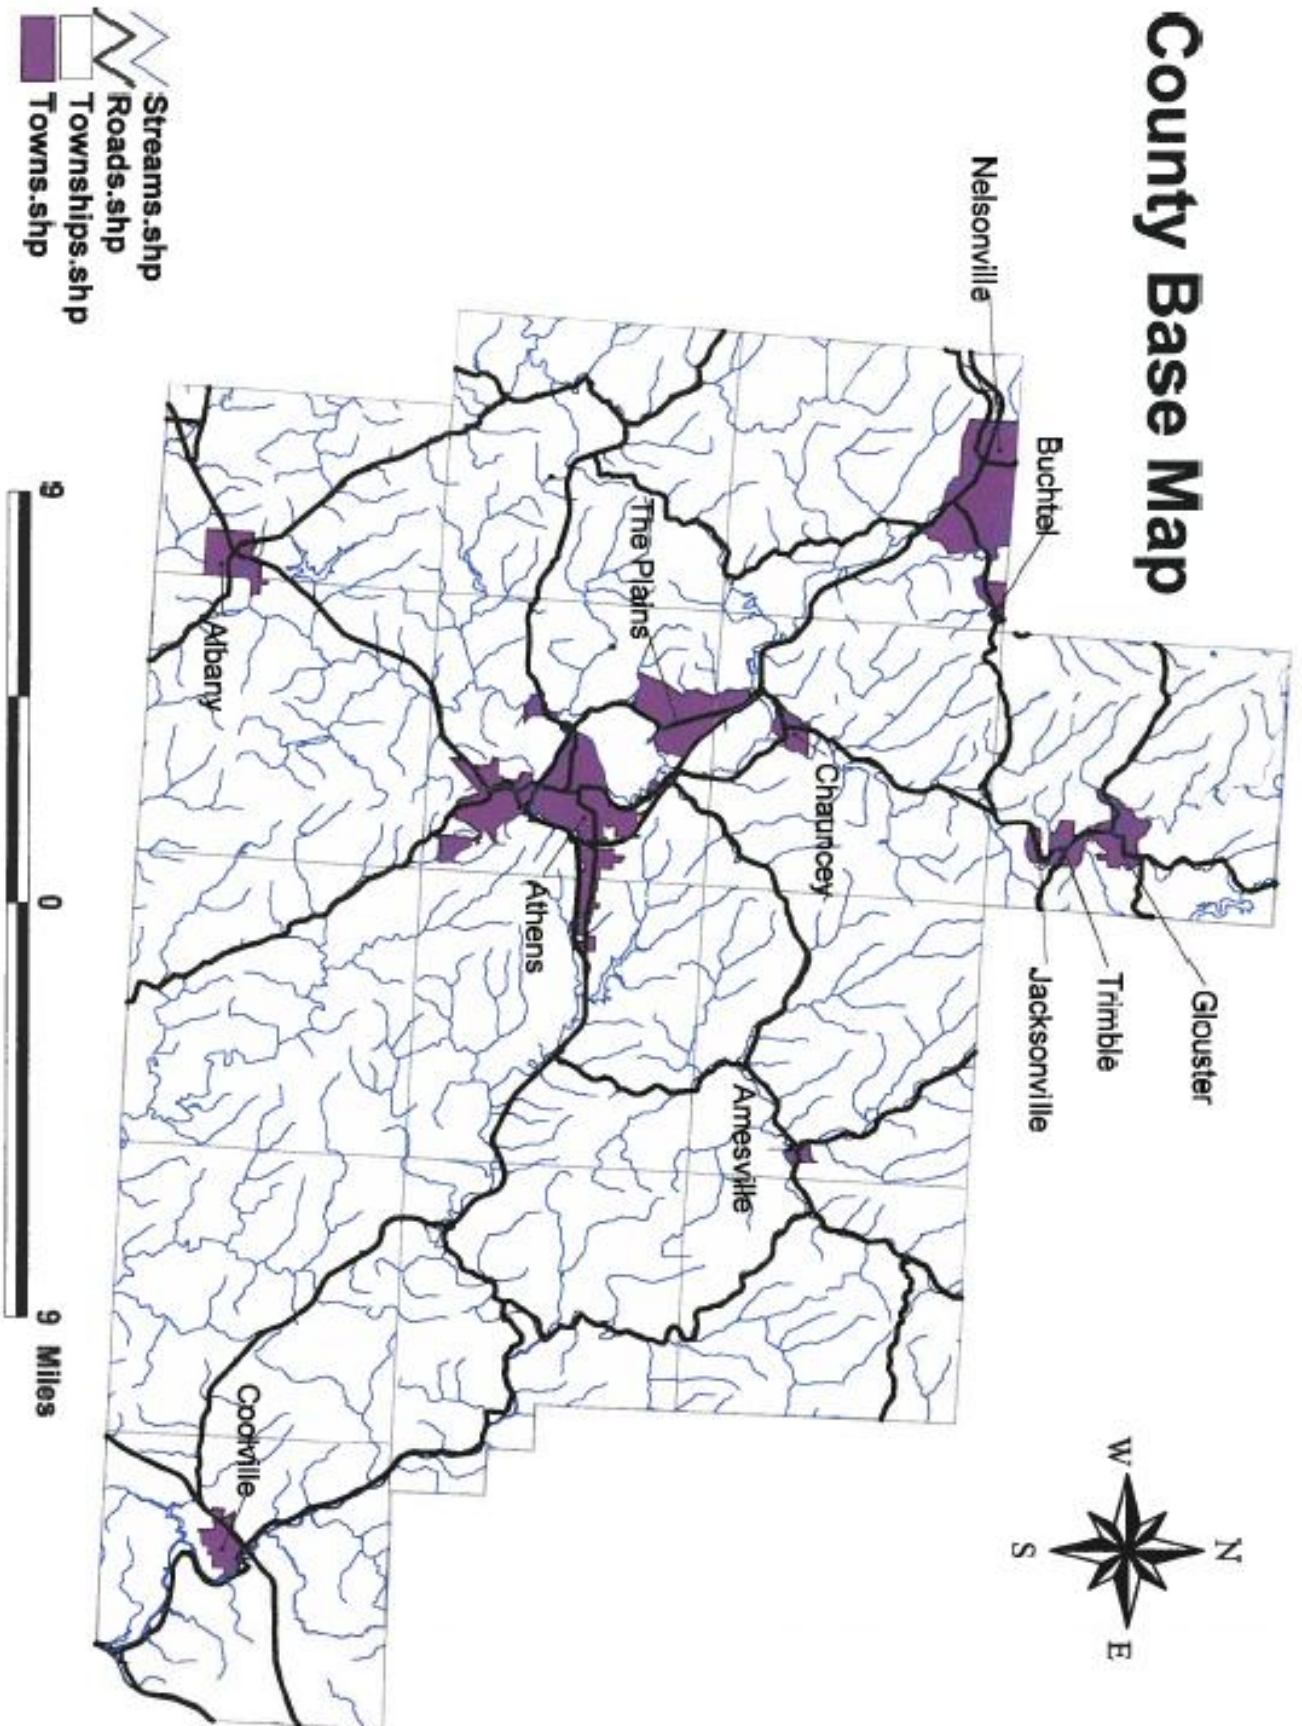 County Base Map
Nelsonville
Buchtel
Glouster
Trimble
Jacksonville
The Plains
Chauncey
Amesville
Athens
Albany
Coolville
N
W
E
S
Streams.shp
Roads.shp
Townships.shp
Towns.shp
9 0 9 Miles